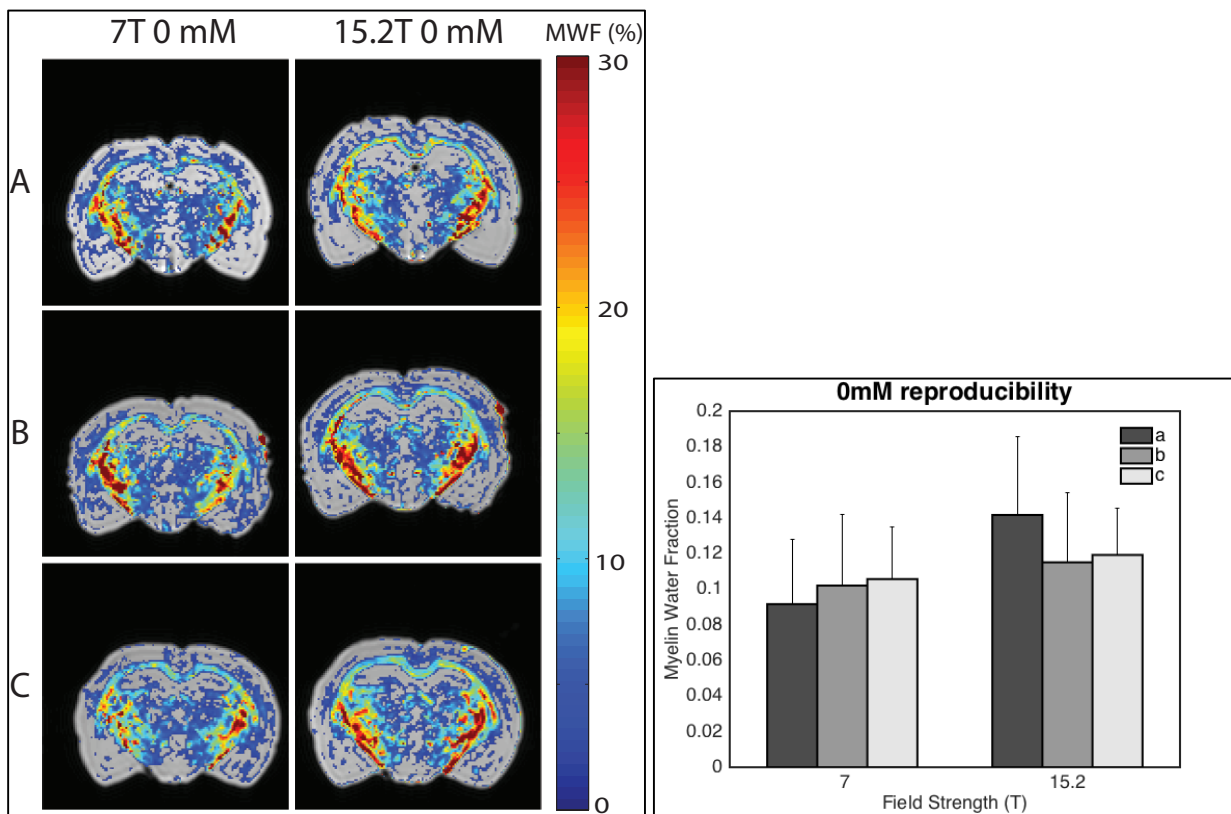 7T 0 mM
15.2T 0 mM
MWF (%)
30
20
10
0
A
B
C
0mM reproducibility
0.2
0.18
0.16
0.14
0.12
0.1
0.08
0.06
0.04
0.02
0
Myelin Water Fraction
a
b
c
7
15.2
Field Strength (T)